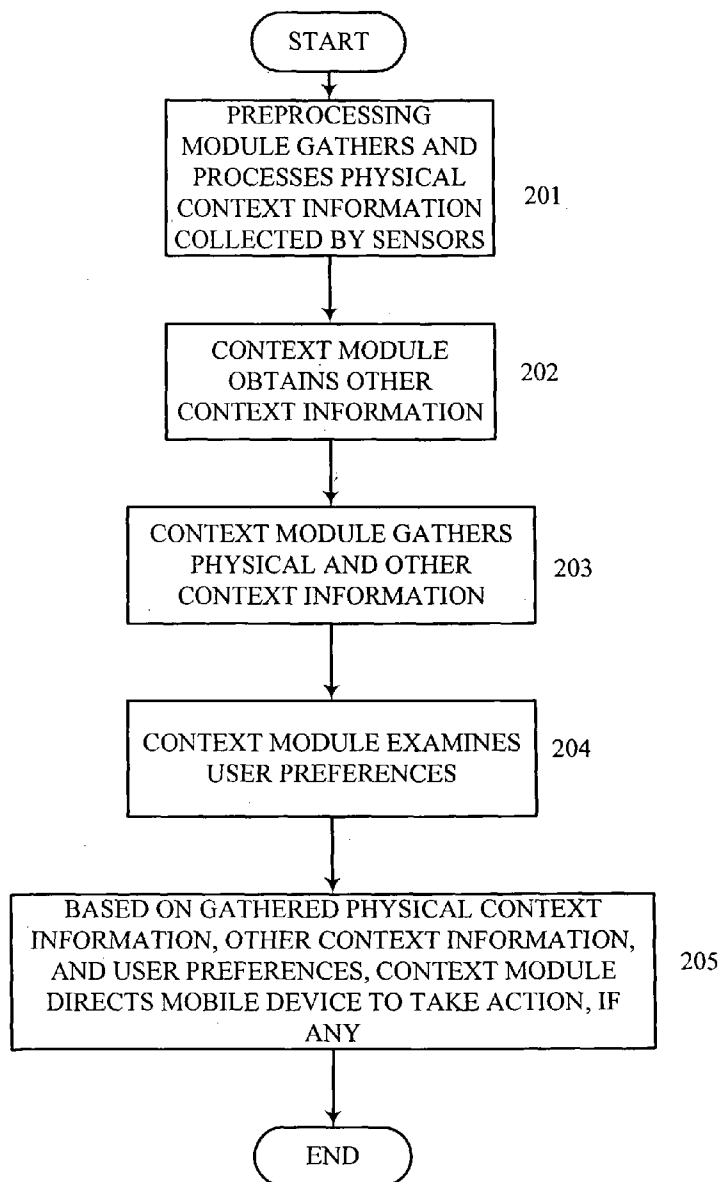 START
PREPROCESSING
MODULE GATHERS AND
PROCESSES PHYSICAL
CONTEXT INFORMATION
COLLECTED BY SENSORS
201
CONTEXT MODULE
OBTAINS OTHER
CONTEXT INFORMATION
202
CONTEXT MODULE GATHERS
PHYSICAL AND OTHER
CONTEXT INFORMATION
203
CONTEXT MODULE EXAMINES
USER PREFERENCES
204
BASED ON GATHERED PHYSICAL CONTEXT
INFORMATION, OTHER CONTEXT INFORMATION,
AND USER PREFERENCES, CONTEXT MODULE
DIRECTS MOBILE DEVICE TO TAKE ACTION, IF
ANY
205
END